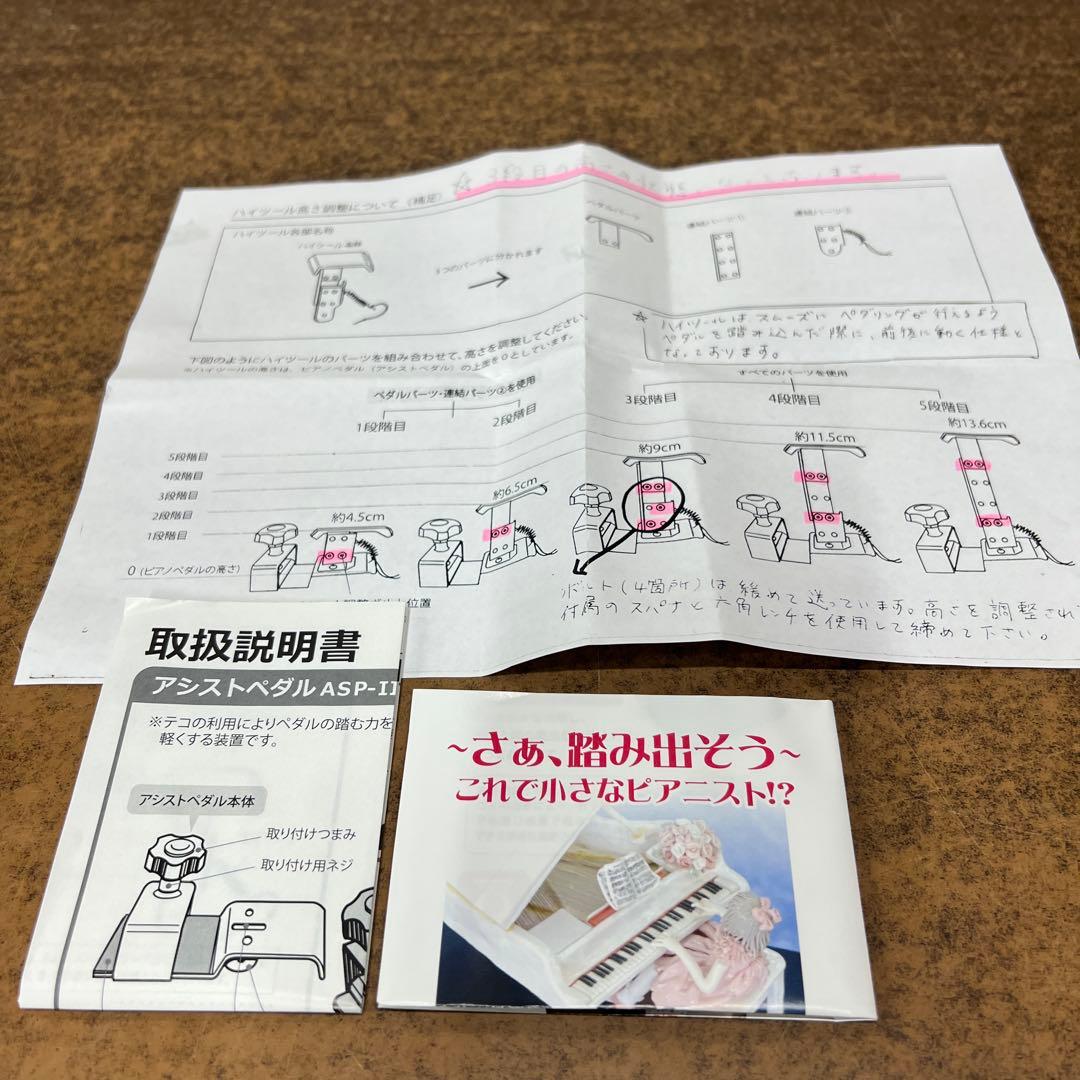 ハイツール高さ調整について（補足）
ハイツール各部名称
ハイツール本体
3つのパーツに分かれます
ペダルパーツ
連結パーツ①
連結パーツ②
☆ ハイツールはスムーズにペダリングが行えるよう
ペダルを踏み込んだ際に、前後に動く仕様と
なっております。
下図のようにハイツールのパーツを組み合わせて、高さを調整してください。
※ハイツールの高さは、ピアノペダル（アシストペダル）の上面を0としています。
ペダルパーツ・連結パーツ②を使用
すべてのパーツを使用
1段階目
2段階目
3段階目
4段階目
5段階目
5段階目
4段階目
3段階目
2段階目
1段階目
0（ピアノペダルの高さ）
約4.5cm
約6.5cm
約9cm
約11.5cm
約13.6cm
位置
ボルト（4箇所）は緩めて送っています。高さを調整され
付属のスパナと六角レンチを使用して締めて下さい。
取扱説明書
アシストペダル ASP-II
※テコの利用によりペダルの踏む力を
軽くする装置です。
アシストペダル本体
取り付けつまみ
取り付け用ネジ
～さぁ、踏み出そう～
これで小さなピアニスト!?